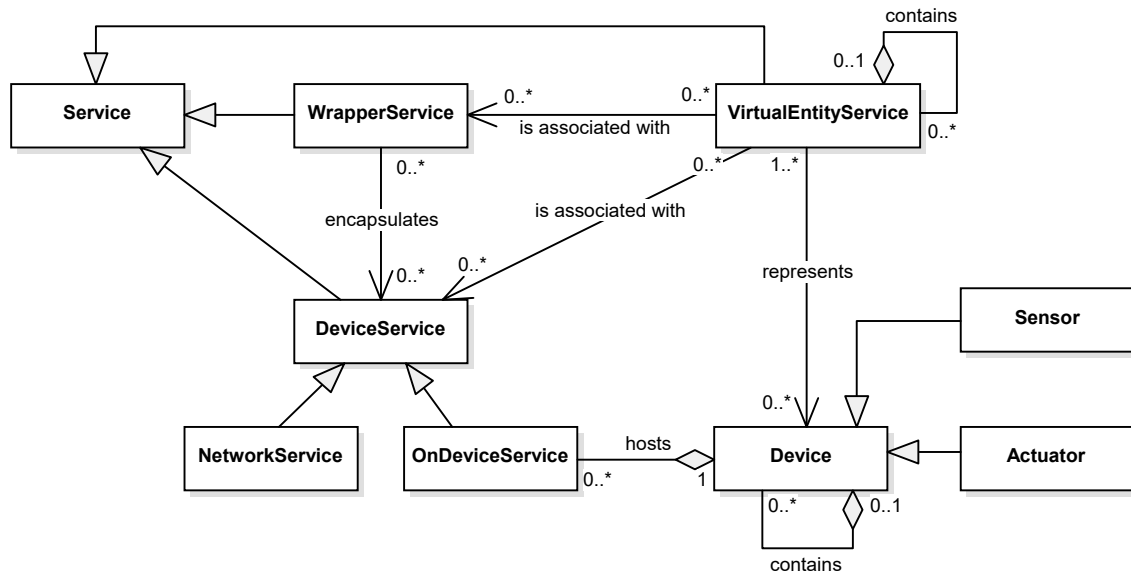 contains
0..1
Service
WrapperService
0..*
0..*
VirtualEntityService
is associated with
0..*
0..*
0..*
1..*
encapsulates
is associated with
0..*
0..*
represents
DeviceService
Sensor
0..*
NetworkService
OnDeviceService
hosts
Device
Actuator
0..*
1
0..*
0..1
contains